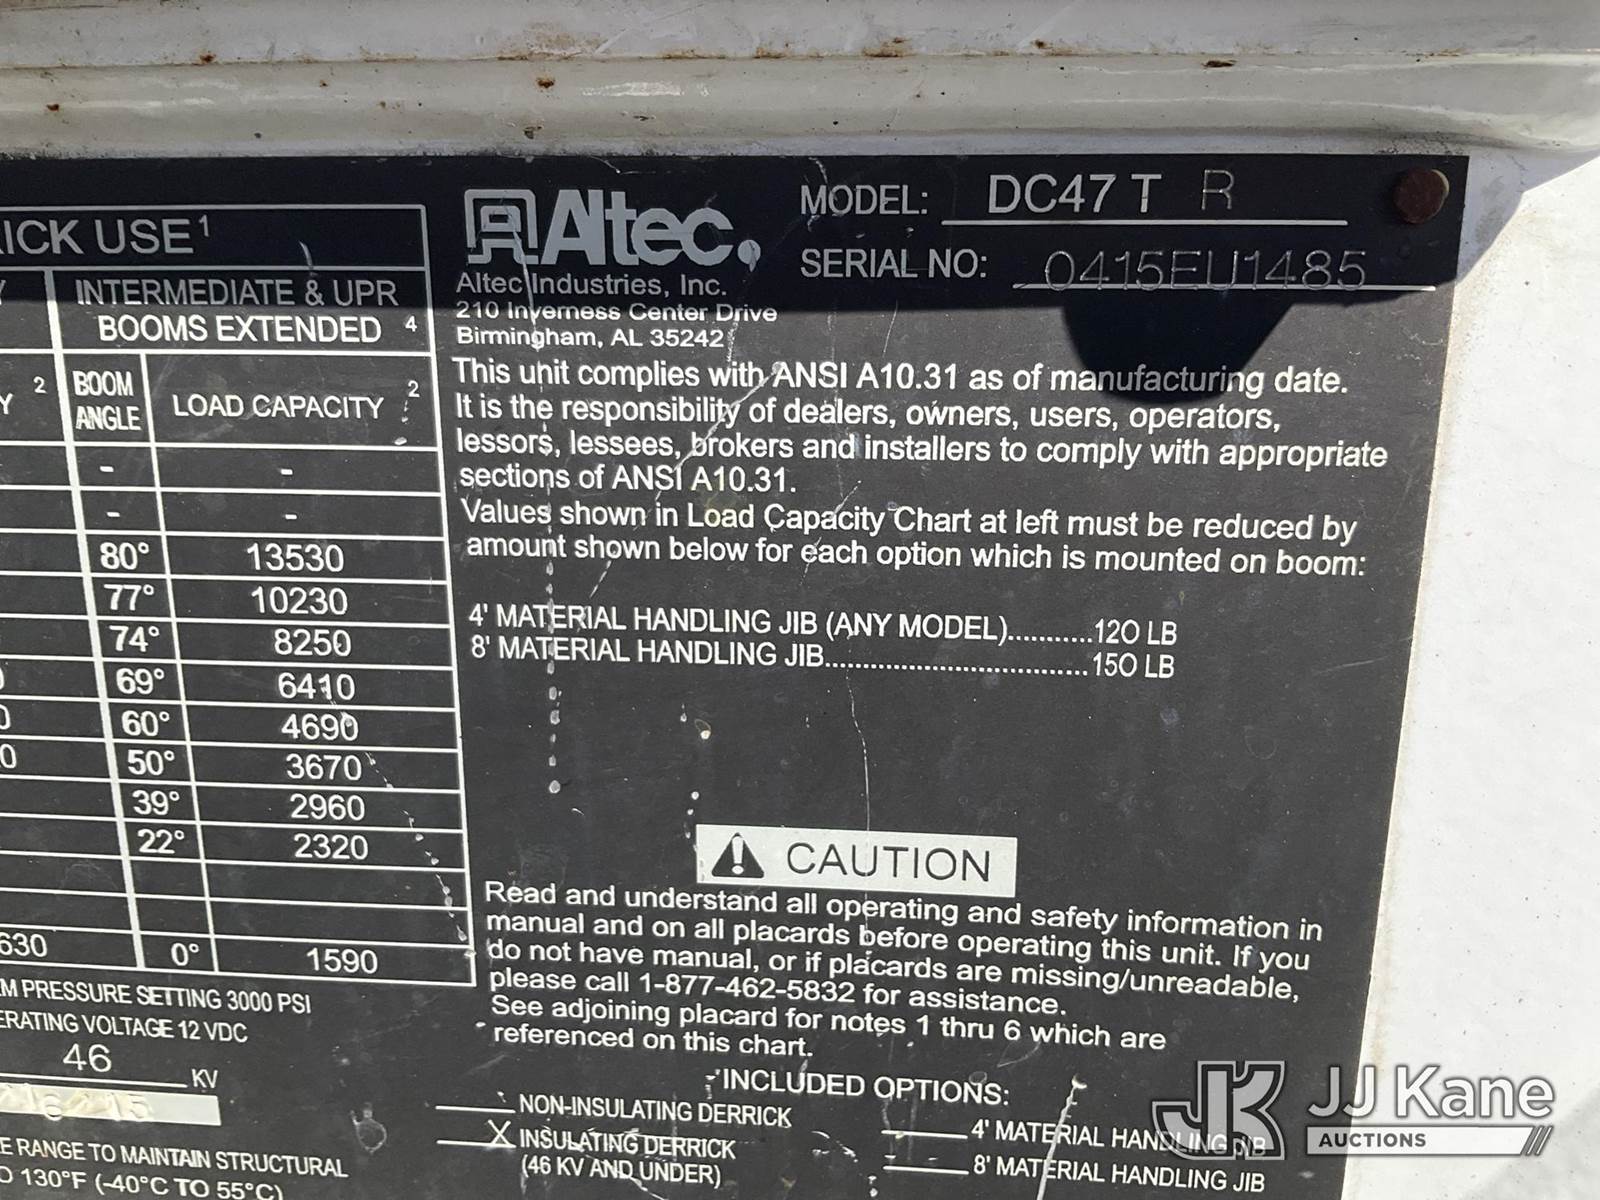 RICK USE 1
INTERMEDIATE & UPR
BOOMS EXTENDED 4
Y 2
BOOM
ANGLE
LOAD CAPACITY 2
- -
- -
80° 13530
77° 10230
74° 8250
69° 6410
60° 4690
50° 3670
39° 2960
22° 2320
630 0° 1590
EM PRESSURE SETTING 3000 PSI
ERATING VOLTAGE 12 VDC
46 KV
E RANGE TO MAINTAIN STRUCTURAL
O 130°F (-40°C TO 55°C)
Altec.
Altec Industries, Inc.
210 Inverness Center Drive
Birmingham, AL 35242
MODEL: DC47 T R
SERIAL NO: 0415EU1485
This unit complies with ANSI A10.31 as of manufacturing date.
It is the responsibility of dealers, owners, users, operators,
lessors, lessees, brokers and installers to comply with appropriate
sections of ANSI A10.31.
Values shown in Load Capacity Chart at left must be reduced by
amount shown below for each option which is mounted on boom:
4' MATERIAL HANDLING JIB (ANY MODEL)...........120 LB
8' MATERIAL HANDLING JIB...................................150 LB
CAUTION
Read and understand all operating and safety information in
manual and on all placards before operating this unit. If you
do not have manual, or if placards are missing/unreadable,
please call 1-877-462-5832 for assistance.
See adjoining placard for notes 1 thru 6 which are
referenced on this chart.
INCLUDED OPTIONS:
NON-INSULATING DERRICK
X INSULATING DERRICK
(46 KV AND UNDER)
4' MATERIAL HANDLING JIB
8' MATERIAL HANDLING JIB
JK JJ Kane
AUCTIONS